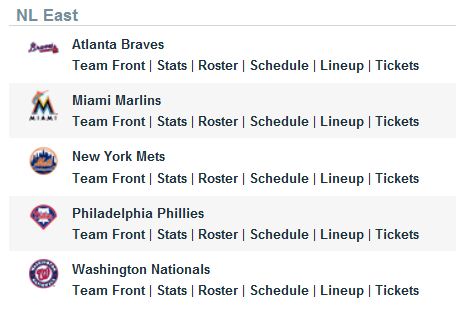 NL East
Atlanta Braves
Team Front | Stats | Roster | Schedule | Lineup | Tickets
Miami Marlins
Team Front | Stats | Roster | Schedule | Lineup | Tickets
New York Mets
Team Front | Stats | Roster | Schedule | Lineup | Tickets
Philadelphia Phillies
Team Front | Stats | Roster | Schedule | Lineup | Tickets
Washington Nationals
Team Front | Stats | Roster | Schedule | Lineup | Tickets
Braves
MIAMI
Mets
Phillies
W